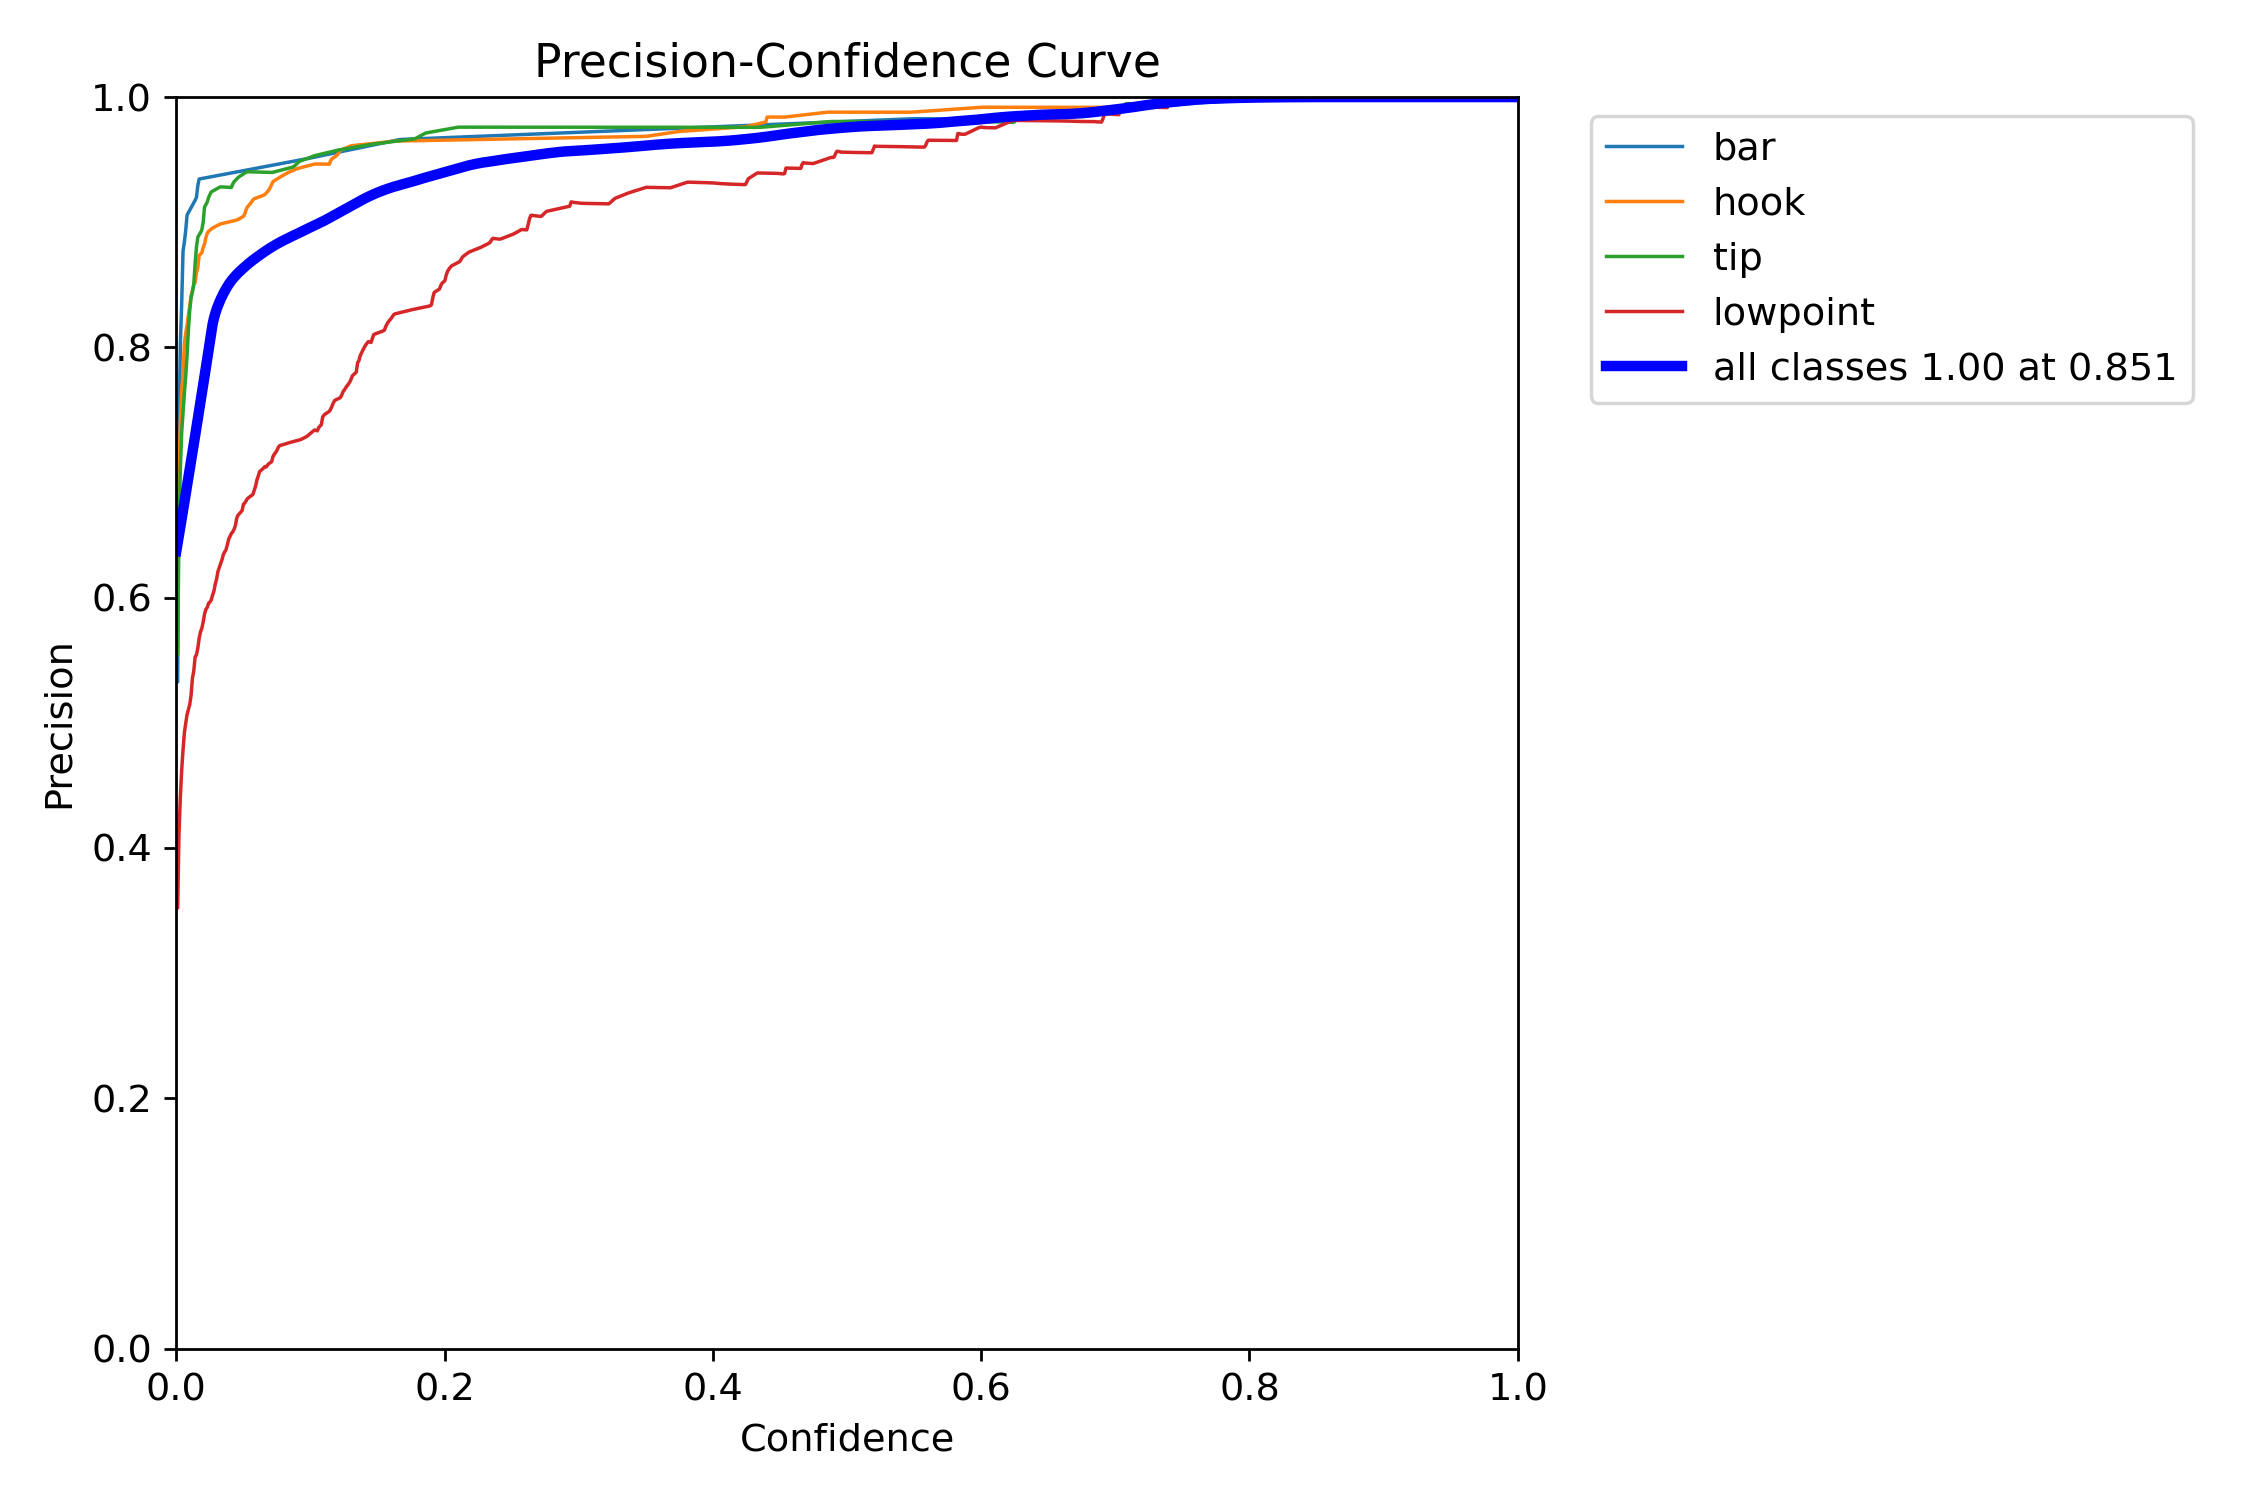 Precision-Confidence Curve
1.0
0.8
0.6
0.4
0.2
0.0
Precision
0.0 0.2 0.4 0.6 0.8 1.0
Confidence
bar
hook
tip
lowpoint
all classes 1.00 at 0.851